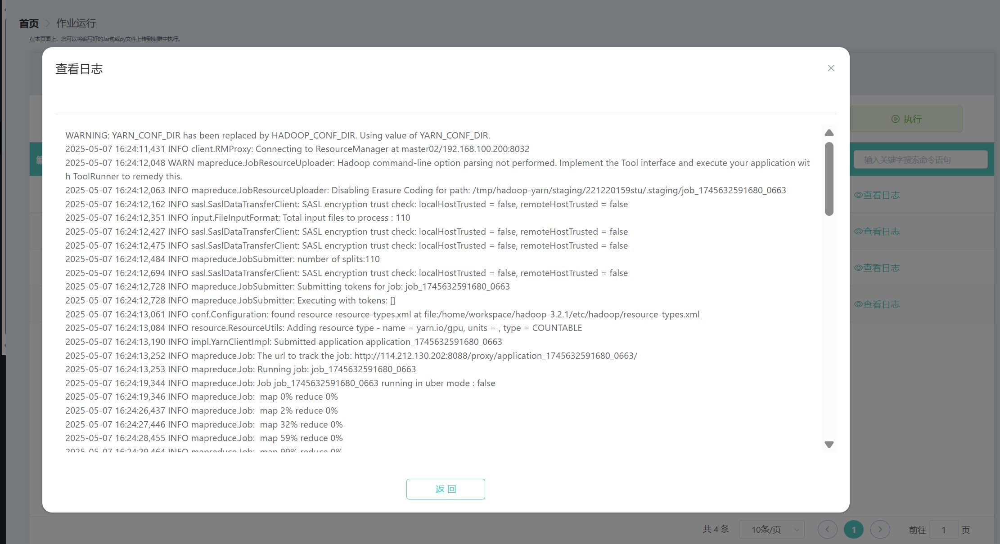 首页 > 作业运行
在本页面上，您可以将编写好的Jar包或py文件上传到集群中执行。
查看日志
执行
输入关键字搜索命令语句
WARNING: YARN_CONF_DIR has been replaced by HADOOP_CONF_DIR. Using value of YARN_CONF_DIR.
2025-05-07 16:24:11,431 INFO client.RMProxy: Connecting to ResourceManager at master02/192.168.100.200:8032
2025-05-07 16:24:12,048 WARN mapreduce.JobResourceUploader: Hadoop command-line option parsing not performed. Implement the Tool interface and execute your application wit
h ToolRunner to remedy this.
2025-05-07 16:24:12,063 INFO mapreduce.JobResourceUploader: Disabling Erasure Coding for path: /tmp/hadoop-yarn/staging/221220159stu/.staging/job_1745632591680_0663
2025-05-07 16:24:12,162 INFO sasl.SaslDataTransferClient: SASL encryption trust check: localHostTrusted = false, remoteHostTrusted = false
2025-05-07 16:24:12,351 INFO input.FileInputFormat: Total input files to process : 110
2025-05-07 16:24:12,427 INFO sasl.SaslDataTransferClient: SASL encryption trust check: localHostTrusted = false, remoteHostTrusted = false
2025-05-07 16:24:12,475 INFO sasl.SaslDataTransferClient: SASL encryption trust check: localHostTrusted = false, remoteHostTrusted = false
2025-05-07 16:24:12,484 INFO mapreduce.JobSubmitter: number of splits:110
2025-05-07 16:24:12,694 INFO sasl.SaslDataTransferClient: SASL encryption trust check: localHostTrusted = false, remoteHostTrusted = false
2025-05-07 16:24:12,728 INFO mapreduce.JobSubmitter: Submitting tokens for job: job_1745632591680_0663
2025-05-07 16:24:12,728 INFO mapreduce.JobSubmitter: Executing with tokens: []
2025-05-07 16:24:13,061 INFO conf.Configuration: found resource resource-types.xml at file:/home/workspace/hadoop-3.2.1/etc/hadoop/resource-types.xml
2025-05-07 16:24:13,084 INFO resource.ResourceUtils: Adding resource type - name = yarn.io/gpu, units = , type = COUNTABLE
2025-05-07 16:24:13,190 INFO impl.YarnClientImpl: Submitted application application_1745632591680_0663
2025-05-07 16:24:13,252 INFO mapreduce.Job: The url to track the job: http://114.212.130.202:8088/proxy/application_1745632591680_0663/
2025-05-07 16:24:13,253 INFO mapreduce.Job: Running job: job_1745632591680_0663
2025-05-07 16:24:19,344 INFO mapreduce.Job: Job job_1745632591680_0663 running in uber mode : false
2025-05-07 16:24:19,346 INFO mapreduce.Job:  map 0% reduce 0%
2025-05-07 16:24:26,437 INFO mapreduce.Job:  map 2% reduce 0%
2025-05-07 16:24:27,446 INFO mapreduce.Job:  map 32% reduce 0%
2025-05-07 16:24:28,455 INFO mapreduce.Job:  map 59% reduce 0%
2025-05-07 16:24:29,464 INFO mapreduce.Job:  map 99% reduce 0%
查看日志
查看日志
查看日志
查看日志
返 回
共 4 条 10条/页 1 前往 1 页